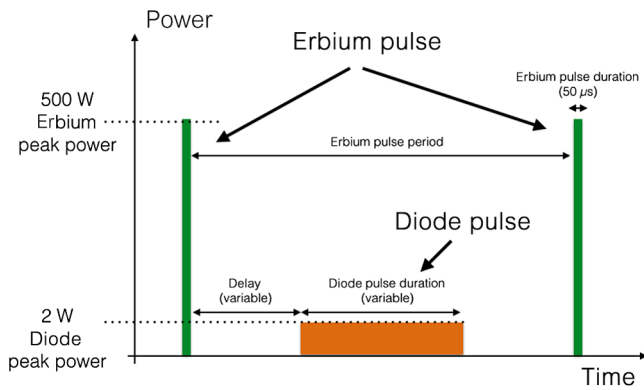 Power
Erbium pulse
Erbium pulse duration
(50 µs)
500 W
Erbium
peak power
Erbium pulse period
Diode pulse
Delay
(variable)
Diode pulse duration
(variable)
2 W
Diode
peak power
Time